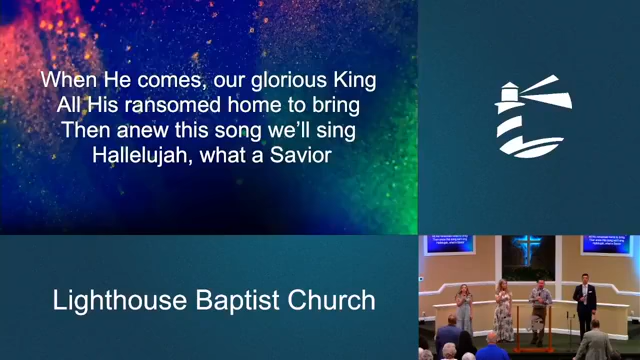 When He comes, our glorious King
All His ransomed home to bring
Then anew this song we'll sing
Hallelujah, what a Savior
Lighthouse Baptist Church